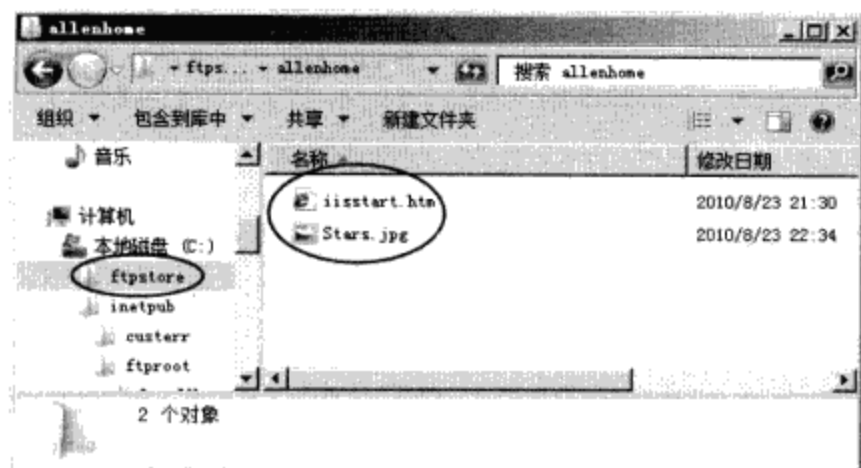 allenhome
ftps... allenhome 搜索 allenhome
组织 包含到库中 共享 新建文件夹
音乐
计算机
本地磁盘 (C:)
ftpstore
inetpub
custerr
ftproot
名称 修改日期
iisstart.htm 2010/8/23 21:30
Stars.jpg 2010/8/23 22:34
2 个对象